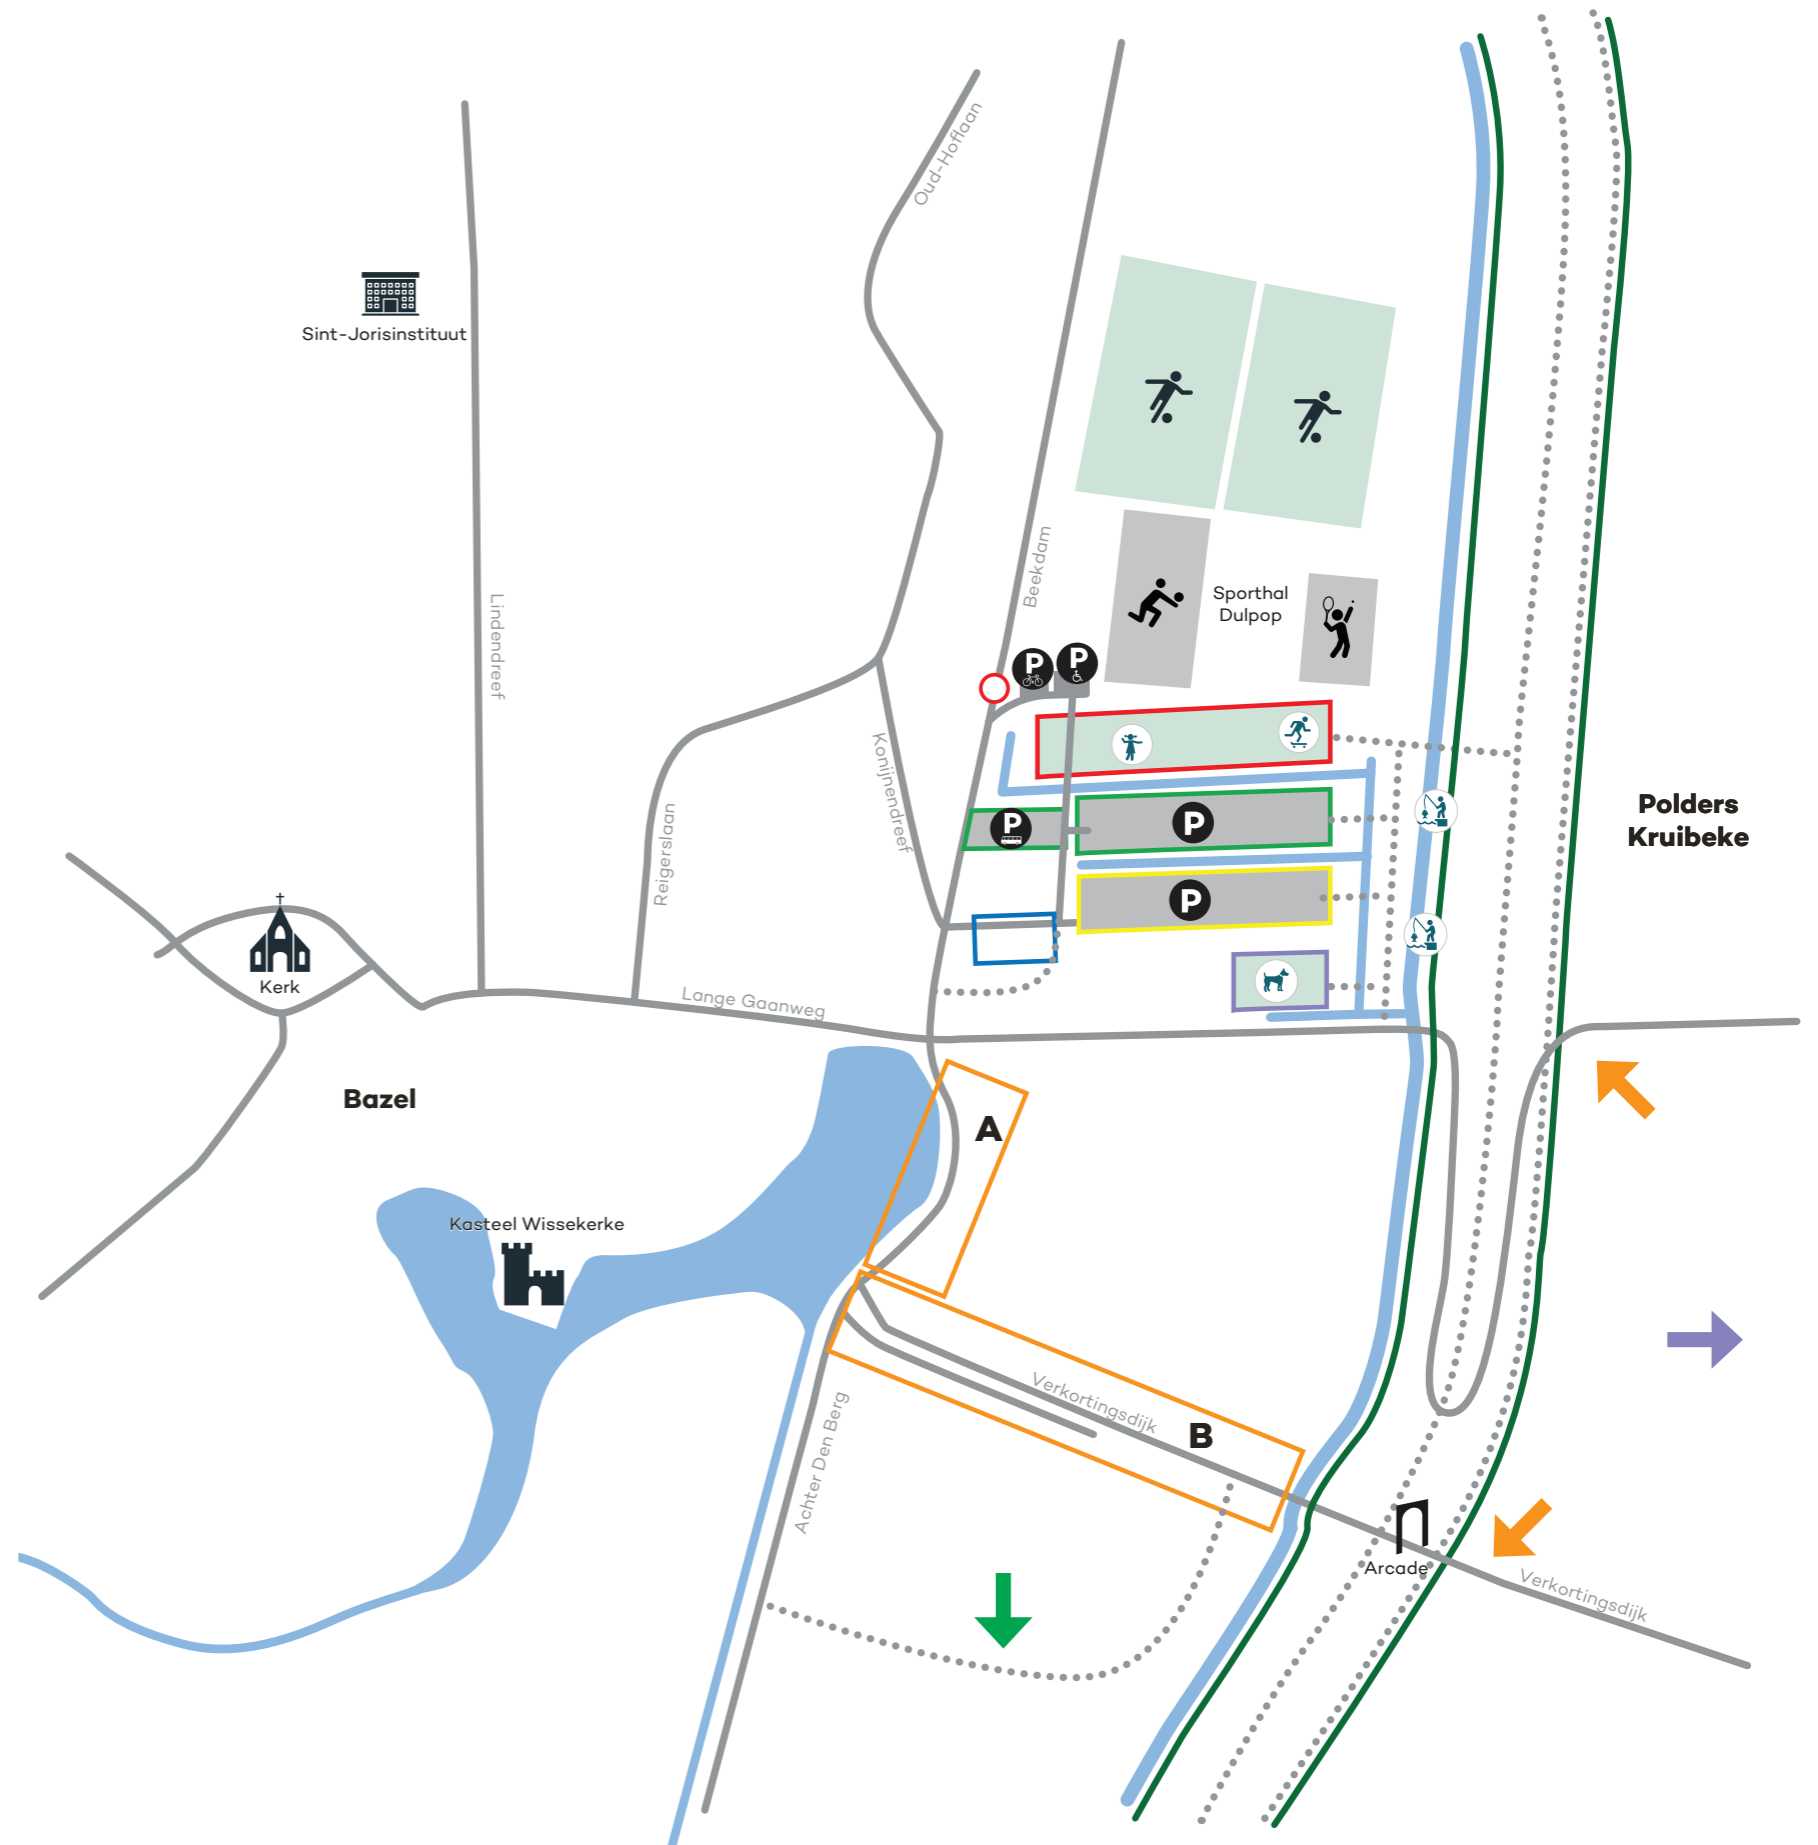 Oud-Hoflaan
Sint-Jorisinstituut
Beekdam
Lindendreef
Sporthal
Dulpop
P
P
Konijnendreef
Reigerslaan
P
P
Polders
Kruibeke
P
Kerk
Lange Gaanweg
Bazel
A
Kasteel Wissekerke
Verkortingsdijk
B
Achter Den Berg
Arcade
Verkortingsdijk